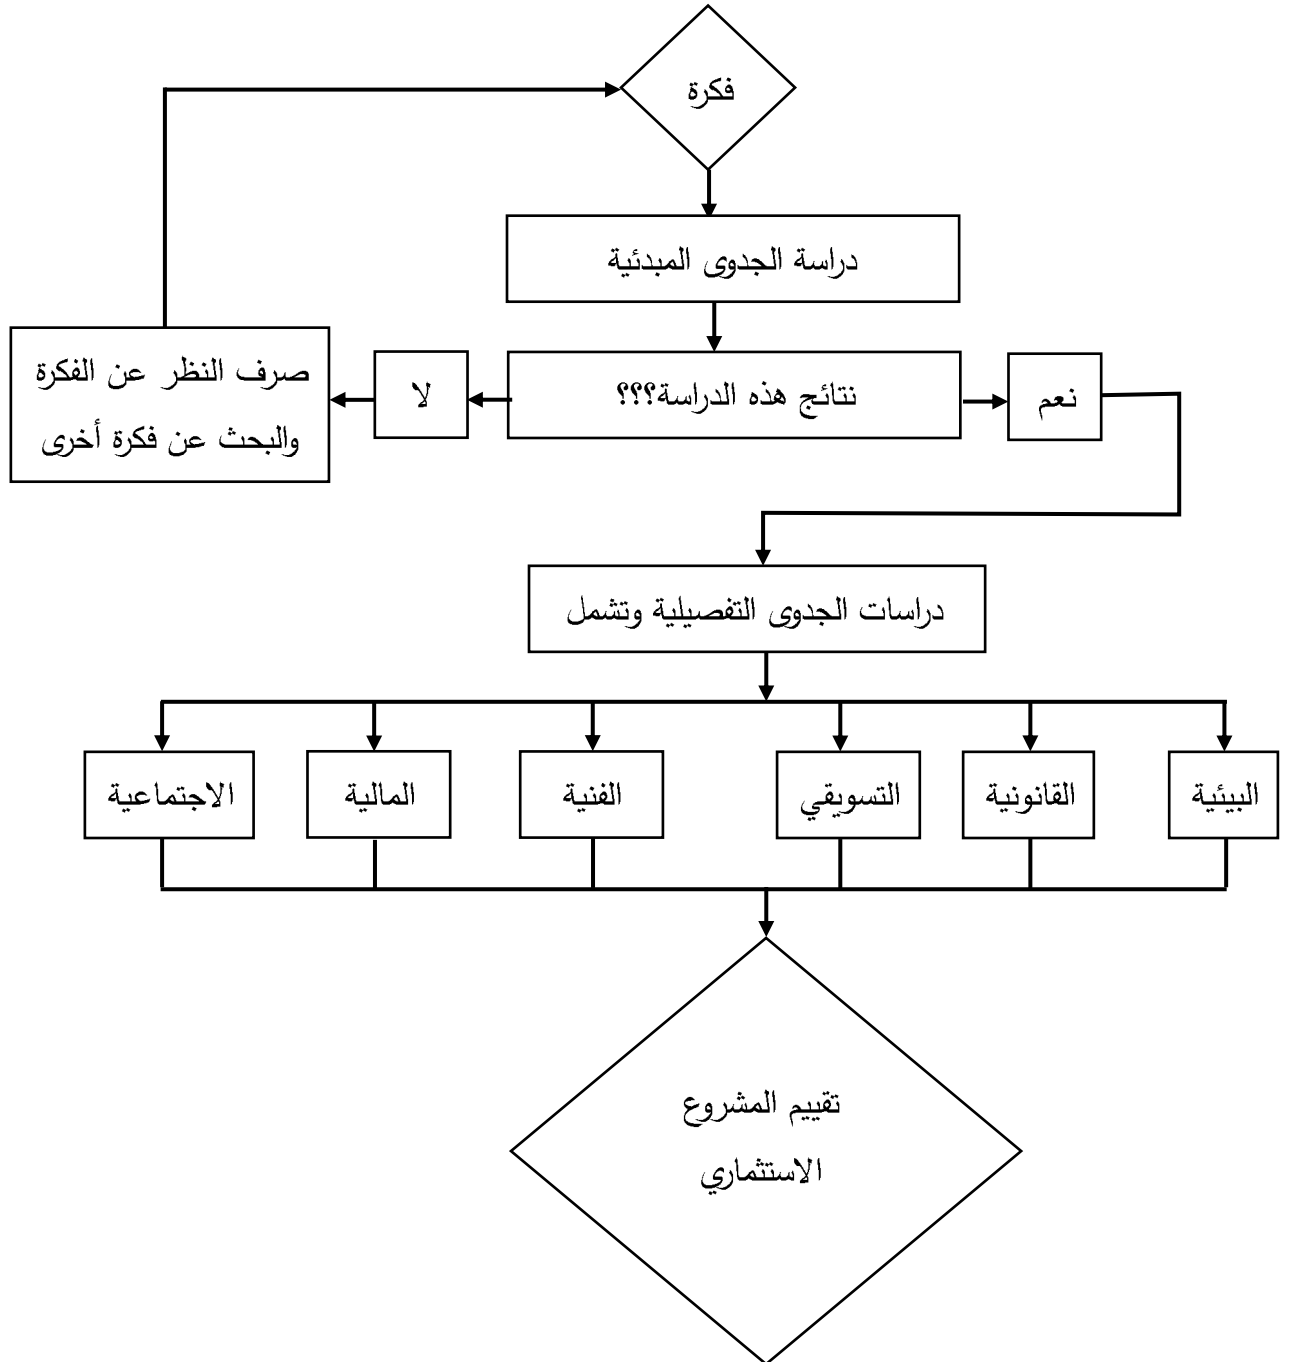 فكرة
دراسة الجدوى المبدئية
نتائج هذه الدراسة؟؟؟
نعم
لا
صرف النظر عن الفكرة
والبحث عن فكرة أخرى
دراسات الجدوى التفصيلية وتشمل
البيئية
القانونية
التسويقي
الفنية
المالية
الاجتماعية
تقييم المشروع
الاستثماري